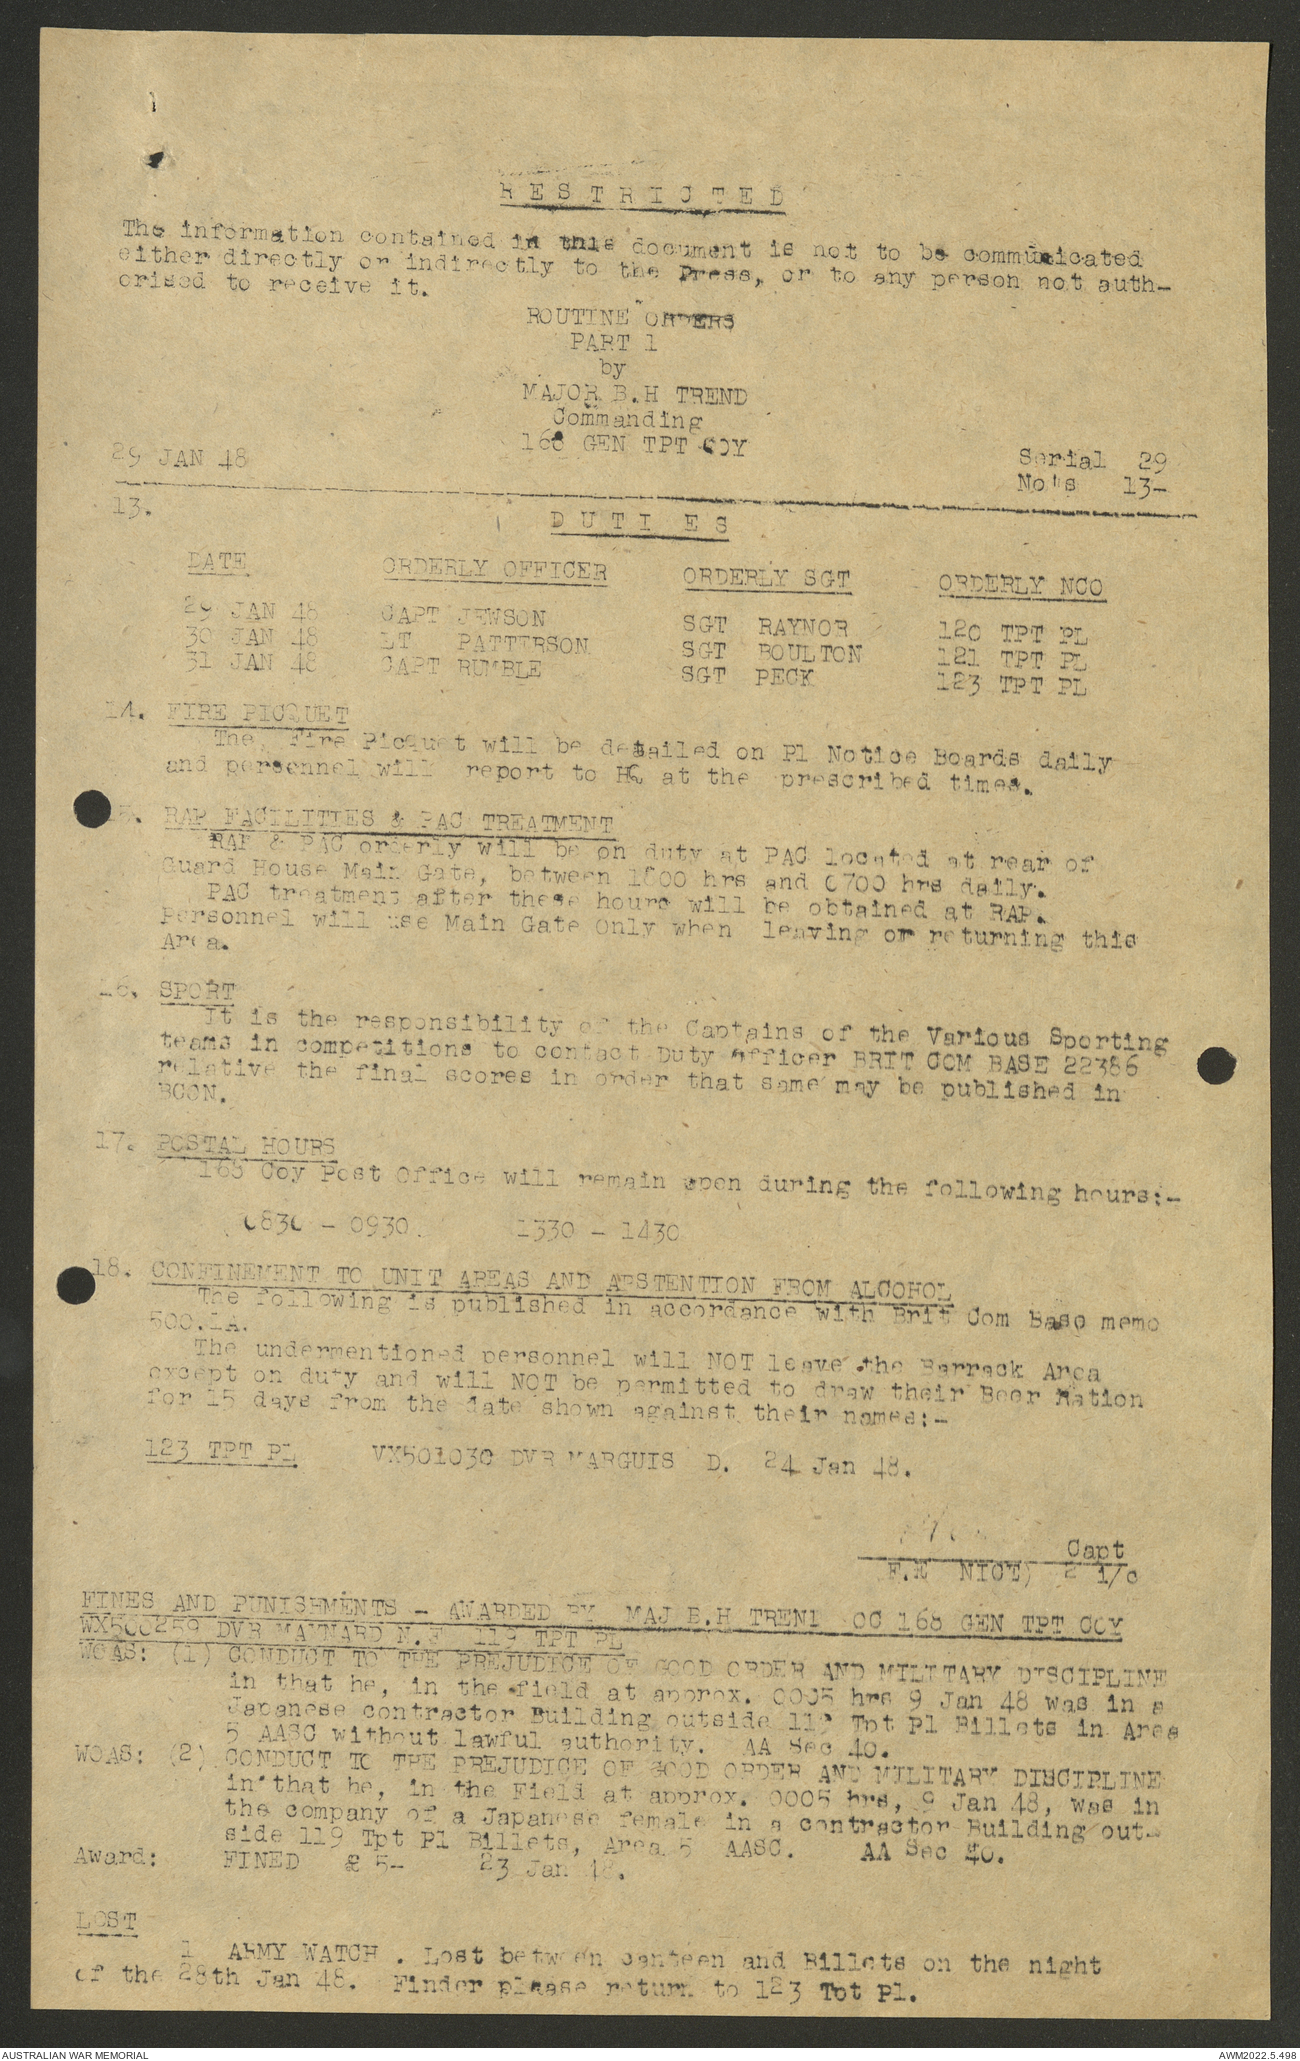 R E S T R I C T E D
The information contained in this document is not to be communicated
either directly or indirectly to the Press, or to any person not auth-
orised to receive it.
ROUTINE ORDERS
PART 1
by
MAJOR B.H TREND
Commanding
168 GEN TPT COY
29 JAN 48
Serial 29
No's 13-
13.
D U T I E S
DATE ORDERLY OFFICER ORDERLY SGT ORDERLY NCO
29 JAN 48 CAPT JEWSON SGT RAYNOR 120 TPT PL
30 JAN 48 LT PATTERSON SGT BOULTON 121 TPT PL
31 JAN 48 CAPT RUMBLE SGT PECK 123 TPT PL
14. FIRE PICQUET
The Fire Picquet will be detailed on Pl Notice Boards daily
and personnel will report to HQ at the prescribed times.
15. RAP FACILITIES & PAC TREATMENT
RAP & PAC orderly will be on duty at PAC located at rear of
Guard House Main Gate, between 1800 hrs and 0700 hrs daily.
PAC treatment after these hours will be obtained at RAP.
Personnel will use Main Gate Only when leaving or returning this
Area.
16. SPORT
It is the responsibility of the Captains of the Various Sporting
teams in competitions to contact Duty Officer BRIT COM BASE 22386
relative the final scores in order that same may be published in
BCON.
17. POSTAL HOURS
168 Coy Post Office will remain open during the following hours:-
0830 - 0930. 1330 - 1430
18. CONFINEMENT TO UNIT AREAS AND ABSTENTION FROM ALCOHOL
The following is published in accordance with Brit Com Base memo
500.1A.
The undermentioned personnel will NOT leave the Barrack Area
except on duty and will NOT be permitted to draw their Beer Ration
for 15 days from the date shown against their names:-
123 TPT PL VX501030 DVR MARGUIS D. 24 Jan 48.
Capt
F.E NICE) 2 i/c
FINES AND PUNISHMENTS - AWARDED BY MAJ B.H TREND OC 168 GEN TPT COY
WX500259 DVR MAYNARD N.F 119 TPT PL
WOAS: (1) CONDUCT TO THE PREJUDICE OF GOOD ORDER AND MILITARY DISCIPLINE
in that he, in the field at approx. 0005 hrs 9 Jan 48 was in a
Japanese contractor Building outside 119 Tpt Pl Billets in Area
5 AASC without lawful authority. AA Sec 40.
WOAS: (2) CONDUCT TO THE PREJUDICE OF GOOD ORDER AND MILITARY DISCIPLINE
in that he, in the Field at approx. 0005 hrs, 9 Jan 48, was in
the company of a Japanese female in a contractor Building out-
side 119 Tpt Pl Billets, Area 5 AASC. AA Sec 40.
Award: FINED £ 5- 23 Jan 48.
LOST
1 ARMY WATCH . Lost between canteen and Billets on the night
of the 28th Jan 48. Finder please return to 123 Tpt Pl.
AUSTRALIAN WAR MEMORIAL
AWM2022.5.498